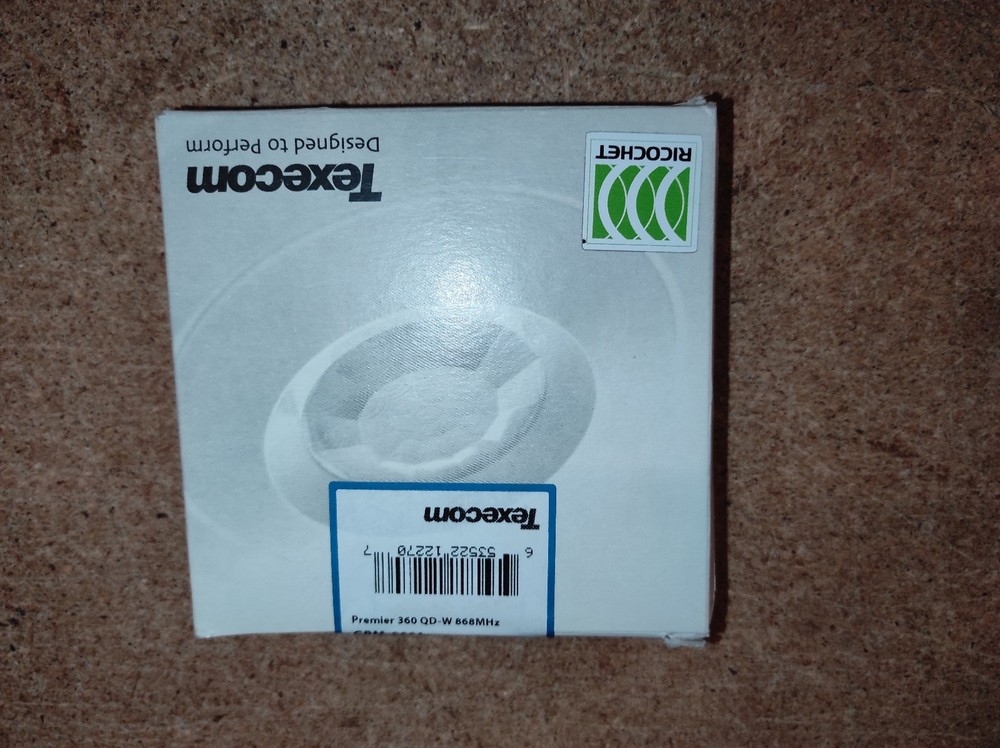 Texecom
Designed to Perform
RICOCHET
Texecom
6 53522 12270 7
Premier 360 QD-W 868MHz